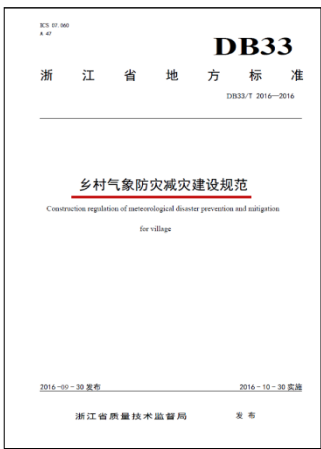 ICS 07.060
A 47
DB33
浙江省地方标准
DB33/T 2016—2016
乡村气象防灾减灾建设规范
Construction regulation of meteorological disaster prevention and mitigation
for village
2016-09-30 发布
2016-10-30 实施
浙江省质量技术监督局
发布